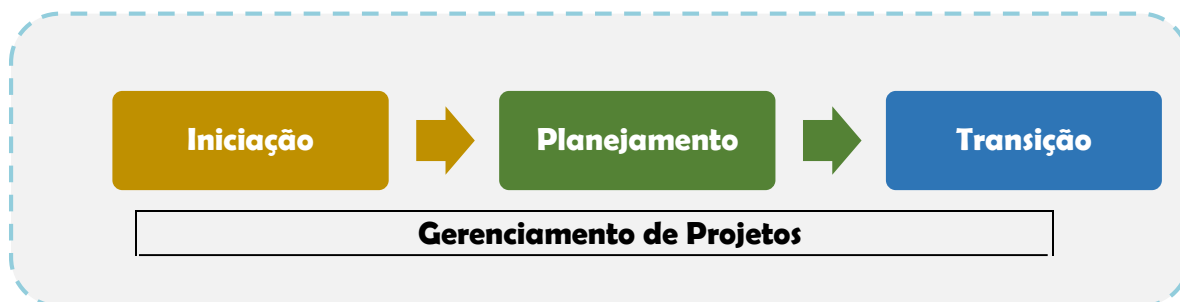 Iniciação
Planejamento
Transição
Gerenciamento de Projetos